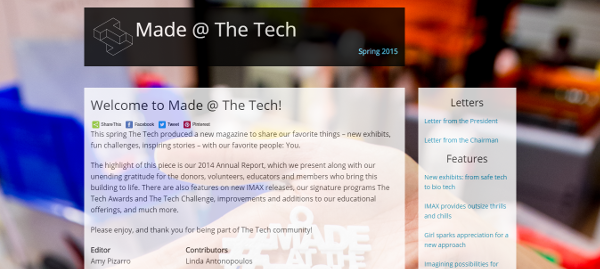 Made @ The Tech
Spring 2015
Welcome to Made @ The Tech!
ShareThis Facebook Tweet Pinterest
This spring The Tech produced a new magazine to share our favorite things – new exhibits,
fun challenges, inspiring stories – with our favorite people: You.
The highlight of this piece is our 2014 Annual Report, which we present along with our
unending gratitude for the donors, volunteers, educators and members who bring this
building to life. There are also features on new IMAX releases, our signature programs The
Tech Awards and The Tech Challenge, improvements and additions to our educational
offerings, and much more.
Please enjoy, and thank you for being part of The Tech community!
Editor
Amy Pizarro
Contributors
Linda Antonopoulos
MADE
AT THE
Letters
Letter from the President
Letter from the Chairman
Features
New exhibits: from safe tech
to bio tech
IMAX provides outsize thrills
and chills
Girl sparks appreciation for a
new approach
Imagining possibilities for